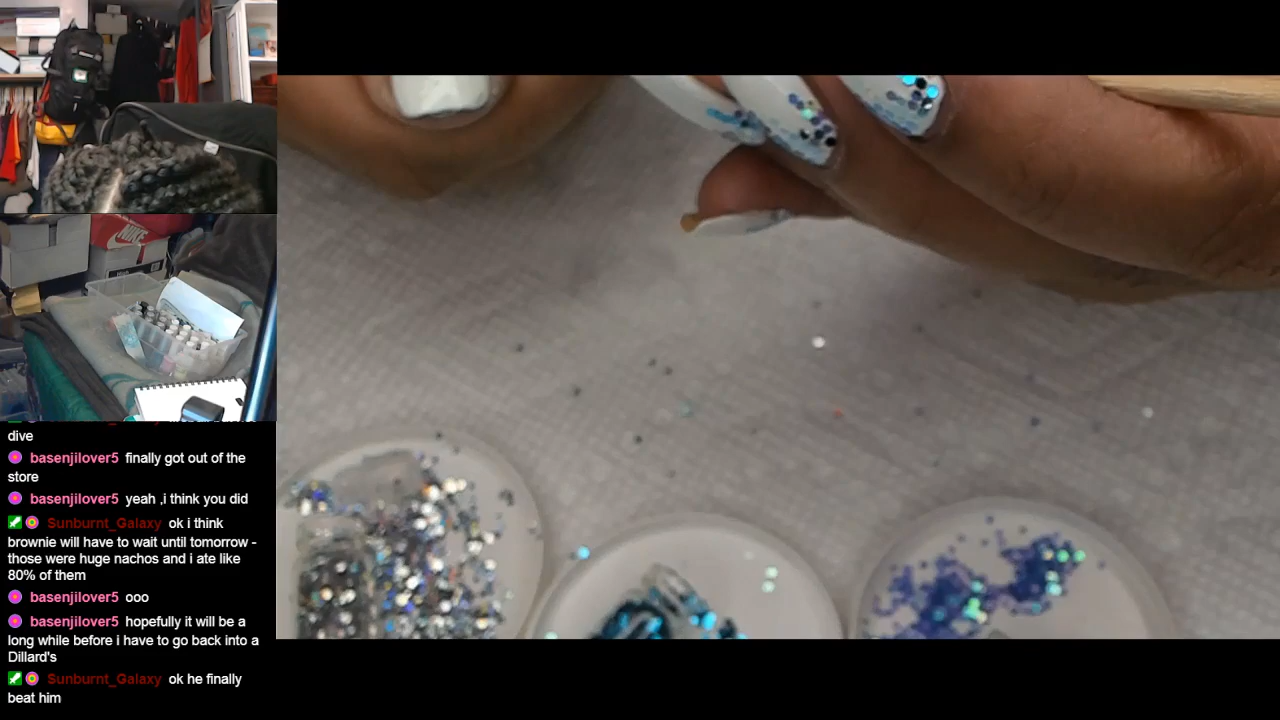 NIKE
dive
basenjilover5 finally got out of the
store
basenjilover5 yeah ,i think you did
Sunburnt_Galaxy ok i think
brownie will have to wait until tomorrow -
those were huge nachos and i ate like
80% of them
basenjilover5 ooo
basenjilover5 hopefully it will be a
long while before i have to go back into a
Dillard's
Sunburnt_Galaxy ok he finally
beat him